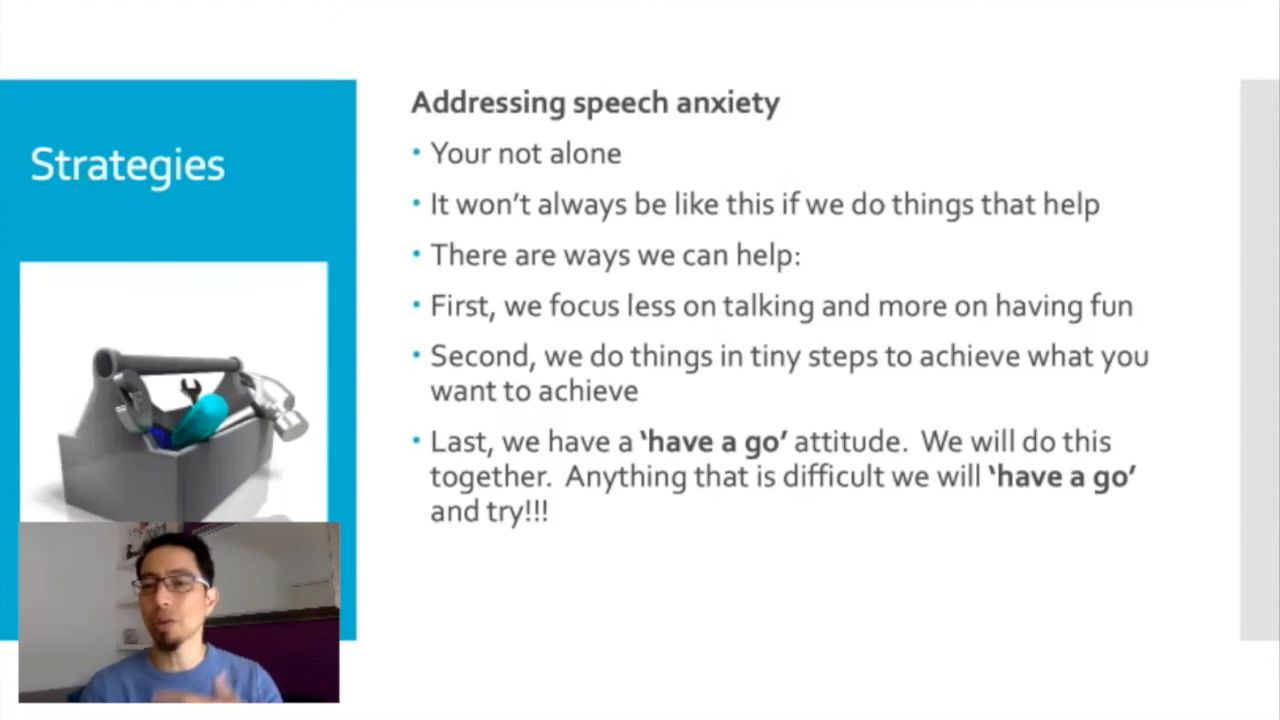 Strategies
Addressing speech anxiety
• Your not alone
• It won’t always be like this if we do things that help
• There are ways we can help:
• First, we focus less on talking and more on having fun
• Second, we do things in tiny steps to achieve what you
want to achieve
• Last, we have a ‘have a go’ attitude.  We will do this
together.  Anything that is difficult we will ‘have a go’
and try!!!